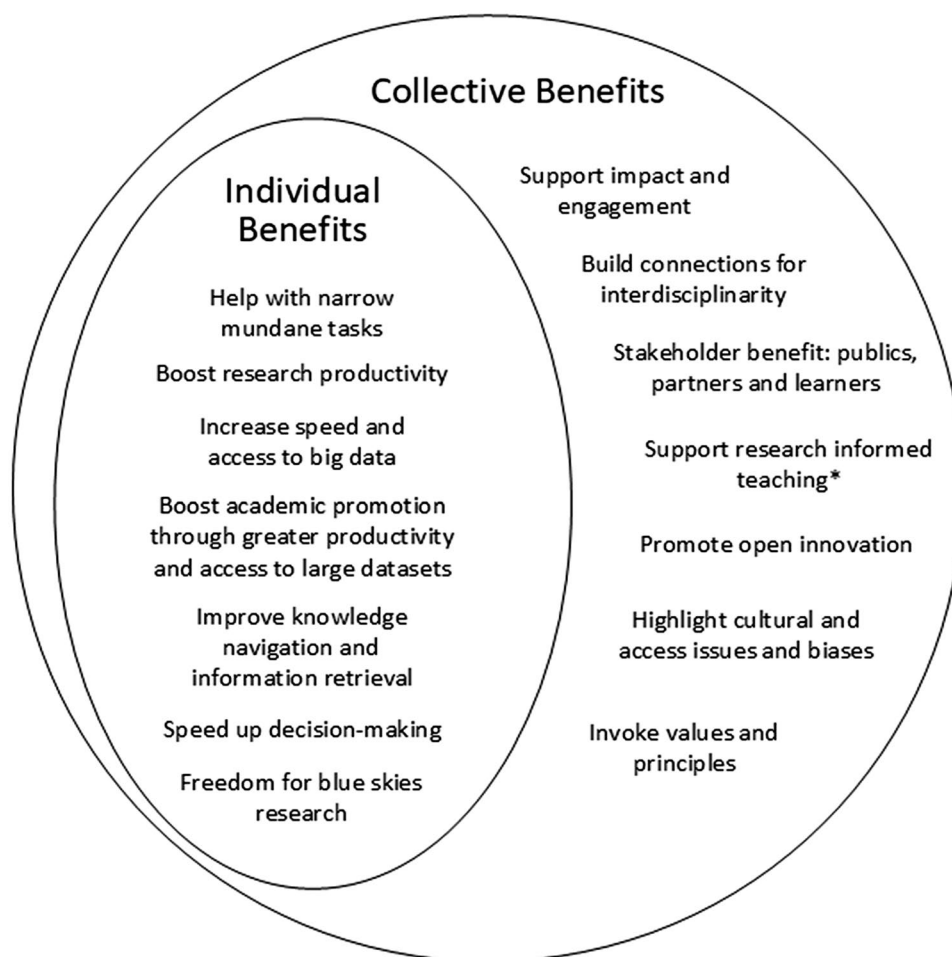 Collective Benefits
Individual
Benefits
Help with narrow
mundane tasks
Boost research productivity
Increase speed and
access to big data
Boost academic promotion
through greater productivity
and access to large datasets
Improve knowledge
navigation and
information retrieval
Speed up decision-making
Freedom for blue skies
research
Support impact and
engagement
Build connections for
interdisciplinarity
Stakeholder benefit: publics,
partners and learners
Support research informed
teaching*
Promote open innovation
Highlight cultural and
access issues and biases
Invoke values and
principles